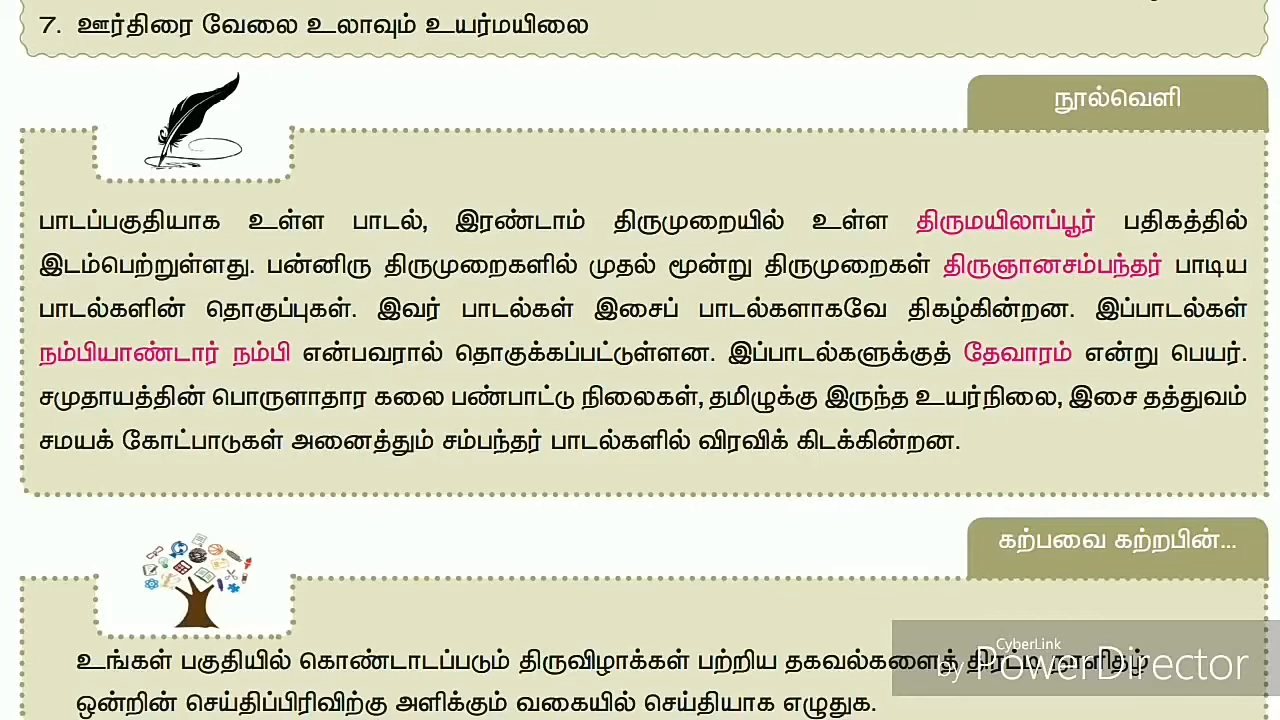 7. ஊர்திரை வேலை உலாவும் உயர்மயிலை
நூல்வெளி
பாடப்பகுதியாக உள்ள பாடல், இரண்டாம் திருமுறையில் உள்ள திருமயிலாப்பூர் பதிகத்தில்
இடம்பெற்றுள்ளது. பன்னிரு திருமுறைகளில் முதல் மூன்று திருமுறைகள் திருஞானசம்பந்தர் பாடிய
பாடல்களின் தொகுப்புகள். இவர் பாடல்கள் இசைப் பாடல்களாகவே திகழ்கின்றன. இப்பாடல்கள்
நம்பியாண்டார் நம்பி என்பவரால் தொகுக்கப்பட்டுள்ளன. இப்பாடல்களுக்குத் தேவாரம் என்று பெயர்.
சமுதாயத்தின் பொருளாதார கலை பண்பாட்டு நிலைகள், தமிழுக்கு இருந்த உயர்நிலை, இசை தத்துவம்
சமயக் கோட்பாடுகள் அனைத்தும் சம்பந்தர் பாடல்களில் விரவிக் கிடக்கின்றன.
கற்பவை கற்றபின்...
உங்கள் பகுதியில் கொண்டாடப்படும் திருவிழாக்கள் பற்றிய தகவல்களைத்
ஒன்றின் செய்திப்பிரிவிற்கு அளிக்கும் வகையில் செய்தியாக எழுதுக.
CyberLink
by PowerDirector